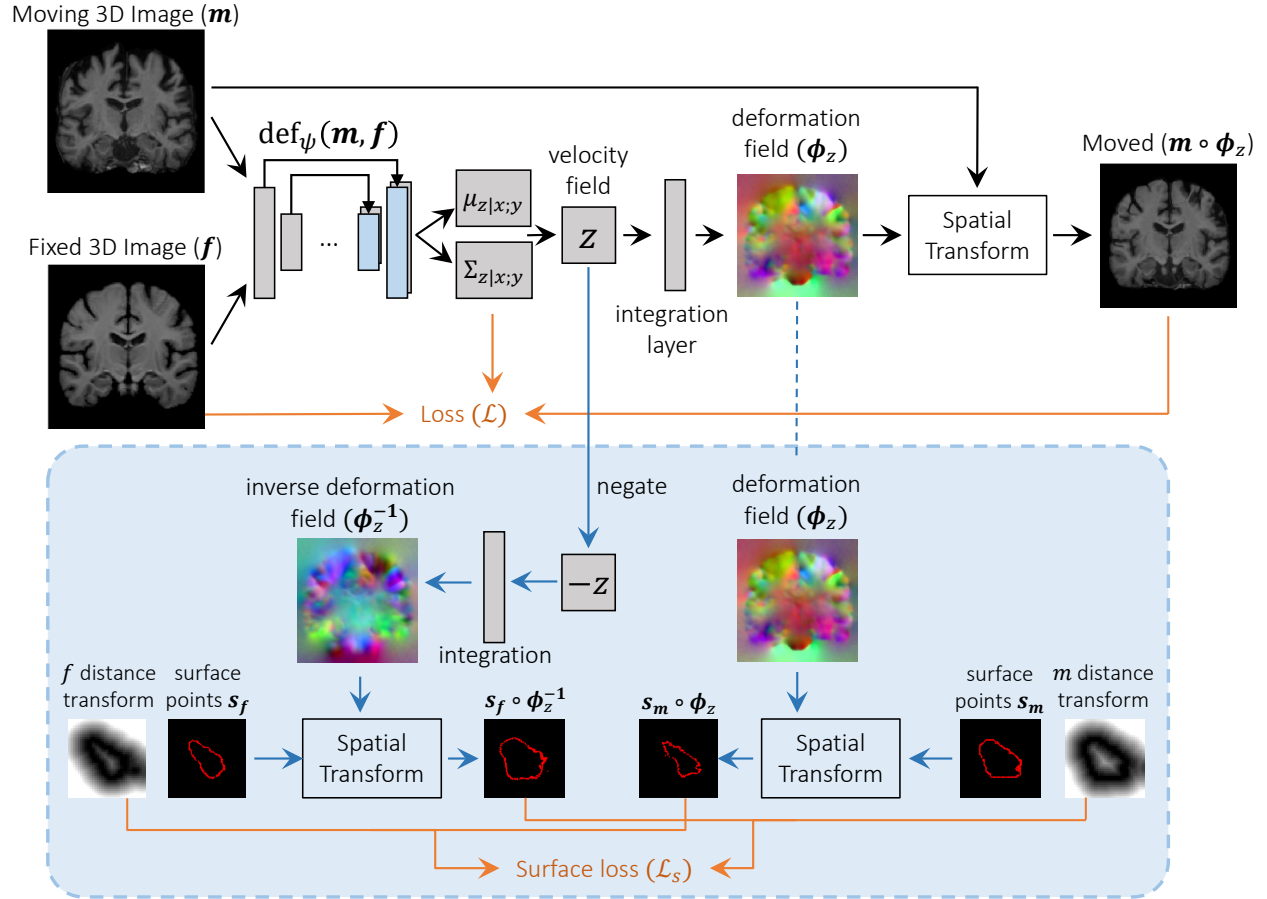 Moving 3D Image (m)
def_ψ(m, f)
Fixed 3D Image (f)
...
μ_{z|x;y}
Σ_{z|x;y}
velocity
field
z
integration
layer
deformation
field (ϕ_z)
Spatial
Transform
Moved (m ∘ ϕ_z)
Loss (ℒ)
negate
inverse deformation
field (ϕ_z^{-1})
−z
integration
deformation
field (ϕ_z)
f distance
transform
surface
points s_f
Spatial
Transform
s_f ∘ ϕ_z^{-1}
s_m ∘ ϕ_z
Spatial
Transform
surface
points s_m
m distance
transform
Surface loss (ℒ_s)